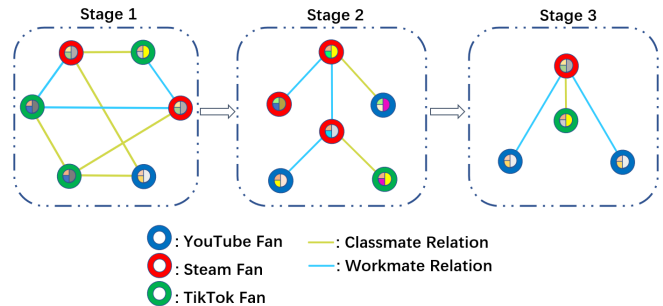 Stage 1
Stage 2
Stage 3
: YouTube Fan
: Steam Fan
: TikTok Fan
: Classmate Relation
: Workmate Relation